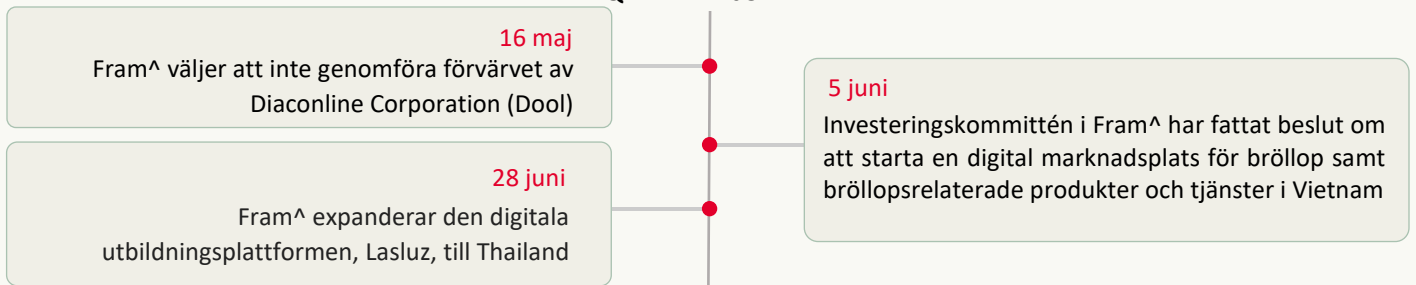 16 maj
Fram^ väljer att inte genomföra förvärvet av
Diaconline Corporation (Dool)
5 juni
Investeringskommittén i Fram^ har fattat beslut om
att starta en digital marknadsplats för bröllop samt
bröllopsrelaterade produkter och tjänster i Vietnam
28 juni
Fram^ expanderar den digitala
utbildningsplattformen, Lasluz, till Thailand